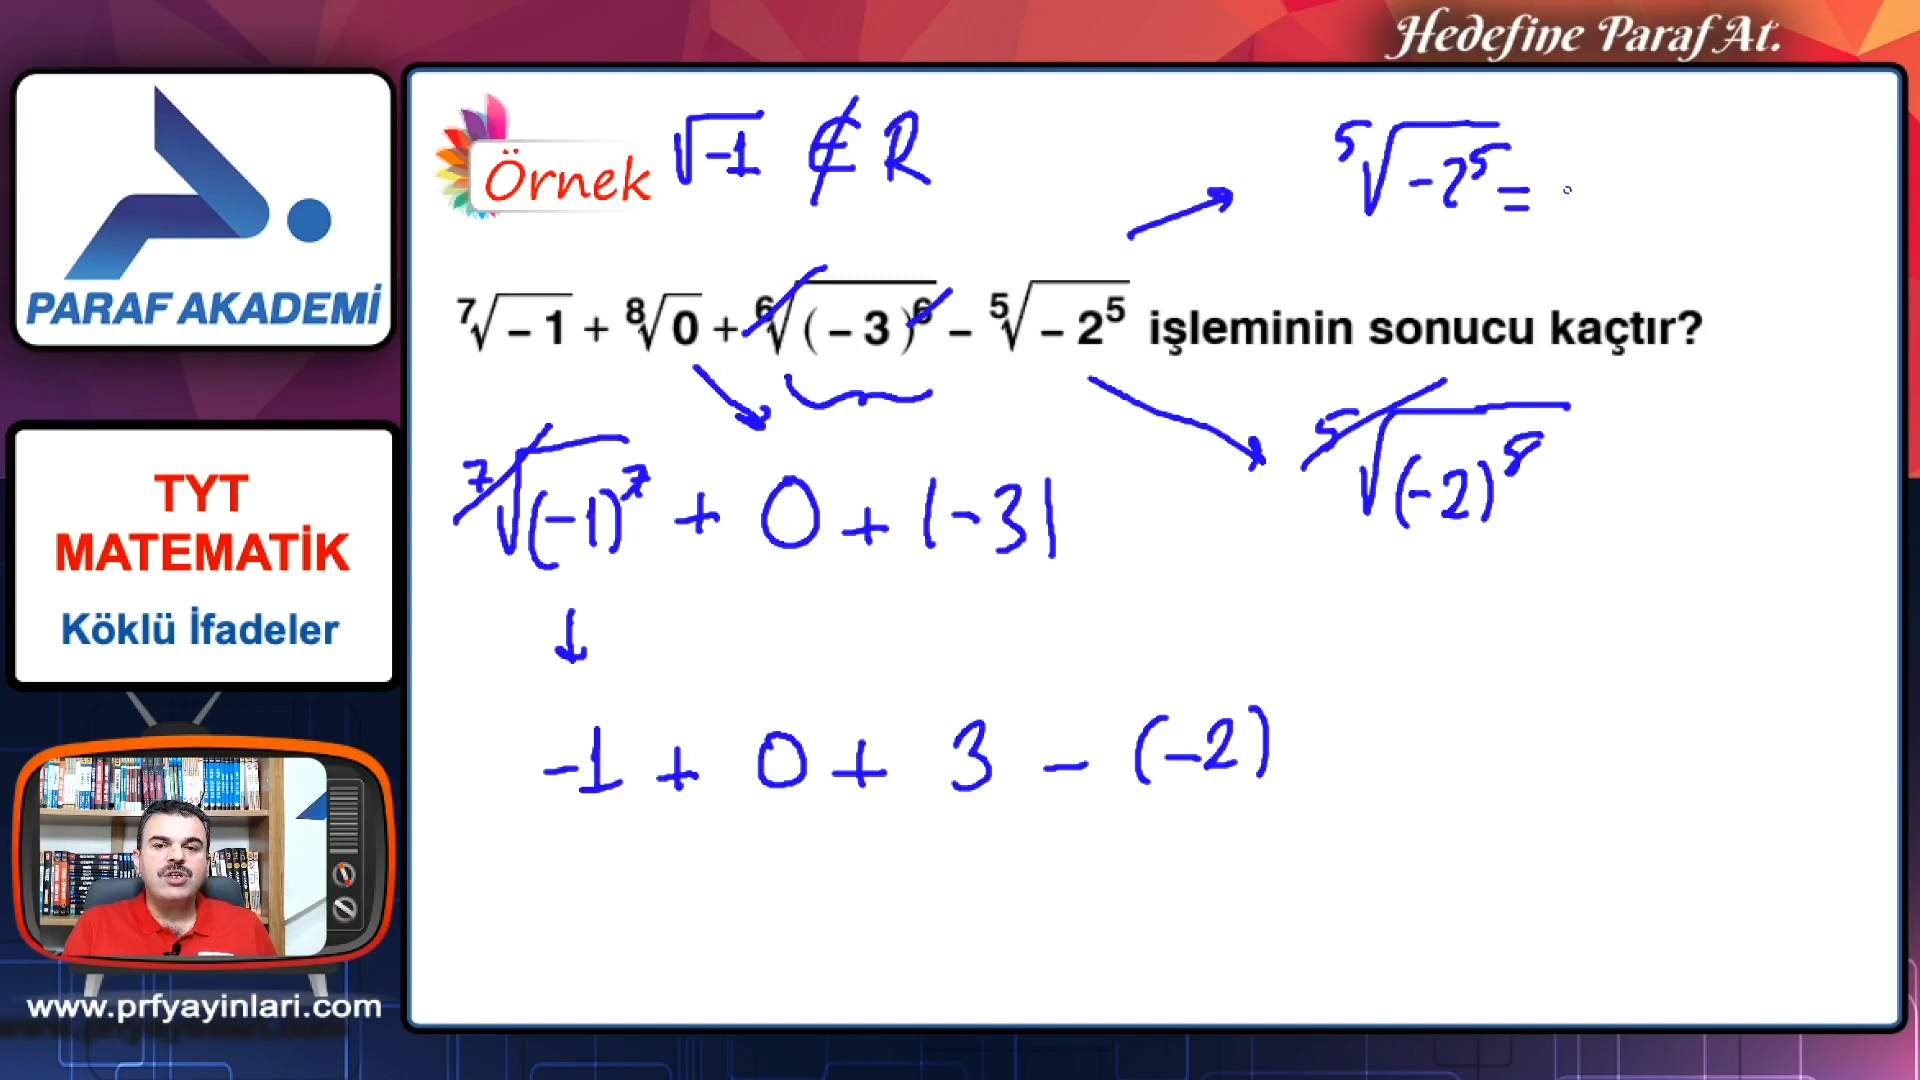 Hedefine Paraf At.
PARAF AKADEMİ
TYT
MATEMATİK
Köklü İfadeler
www.prfyayinlari.com
Örnek √-1 ∉ R
⁵√-2⁵ =
⁷√-1 + ⁸√0 + ⁶√(-3)⁶ - ⁵√-2⁵ işleminin sonucu kaçtır?
⁷√(-1)⁷ + 0 + |-3|
⁵√(-2)⁵
-1 + 0 + 3 - (-2)